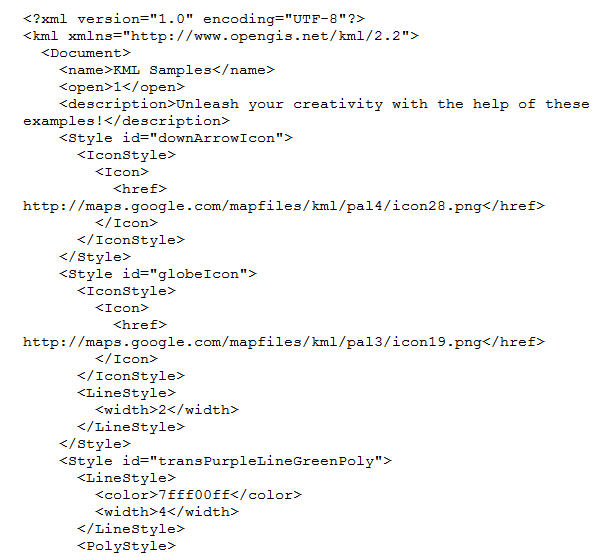 <?xml version="1.0" encoding="UTF-8"?>
<kml xmlns="http://www.opengis.net/kml/2.2">
  <Document>
    <name>KML Samples</name>
    <open>1</open>
    <description>Unleash your creativity with the help of these
examples!</description>
    <Style id="downArrowIcon">
      <IconStyle>
        <Icon>
          <href>
http://maps.google.com/mapfiles/kml/pal4/icon28.png</href>
        </Icon>
      </IconStyle>
    </Style>
    <Style id="globeIcon">
      <IconStyle>
        <Icon>
          <href>
http://maps.google.com/mapfiles/kml/pal3/icon19.png</href>
        </Icon>
      </IconStyle>
      <LineStyle>
        <width>2</width>
      </LineStyle>
    </Style>
    <Style id="transPurpleLineGreenPoly">
      <LineStyle>
        <color>7fff00ff</color>
        <width>4</width>
      </LineStyle>
      <PolyStyle>